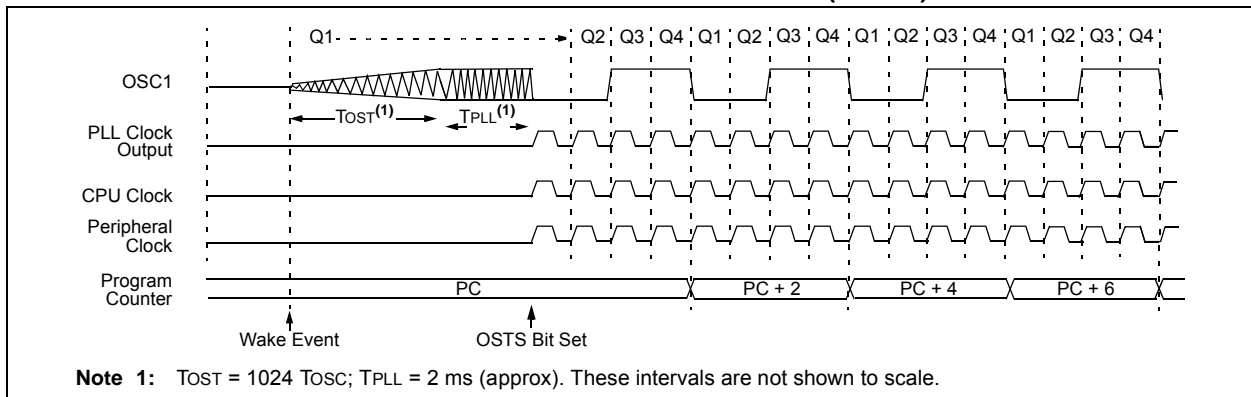 Q1 Q2 Q3 Q4 Q1 Q2 Q3 Q4 Q1 Q2 Q3 Q4 Q1 Q2 Q3 Q4
OSC1
TOST(1) TPLL(1)
PLL Clock
Output
CPU Clock
Peripheral
Clock
Program
Counter
PC PC + 2 PC + 4 PC + 6
Wake Event OSTS Bit Set
Note 1: TOST = 1024 TOSC; TPLL = 2 ms (approx). These intervals are not shown to scale.